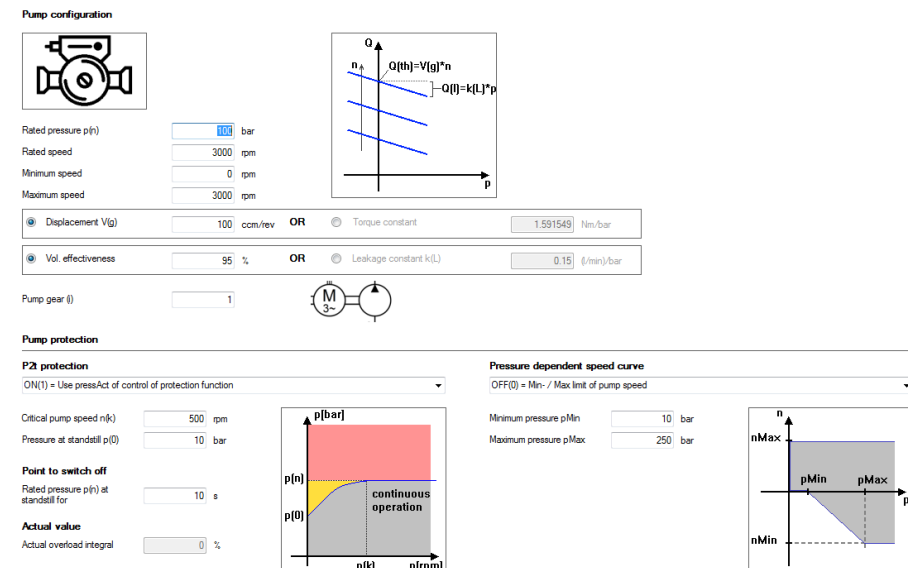 Pump configuration
Q
n
Q(th)=V(g)*n
Q(l)=k(L)*p
p
Rated pressure p(n) 100 bar
Rated speed 3000 rpm
Minimum speed 0 rpm
Maximum speed 3000 rpm
Displacement V(g) 100 ccm/rev OR Torque constant 1.591549 Nm/bar
Vol. effectiveness 95 % OR Leakage constant k(L) 0.15 (l/min)/bar
Pump gear (i) 1
M
3~
Pump protection
P2t protection
ON(1) = Use pressAct of control of protection function
Critical pump speed n(k) 500 rpm
Pressure at standstill p(0) 10 bar
Point to switch off
Rated pressure p(n) at
standstill for 10 s
Actual value
Actual overload integral 0 %
p[bar]
p(n)
continuous
operation
p(0)
n(k) n[rpm]
Pressure dependent speed curve
OFF(0) = Min- / Max limit of pump speed
Minimum pressure pMin 10 bar
Maximum pressure pMax 250 bar
n
nMax
pMin pMax
p
nMin